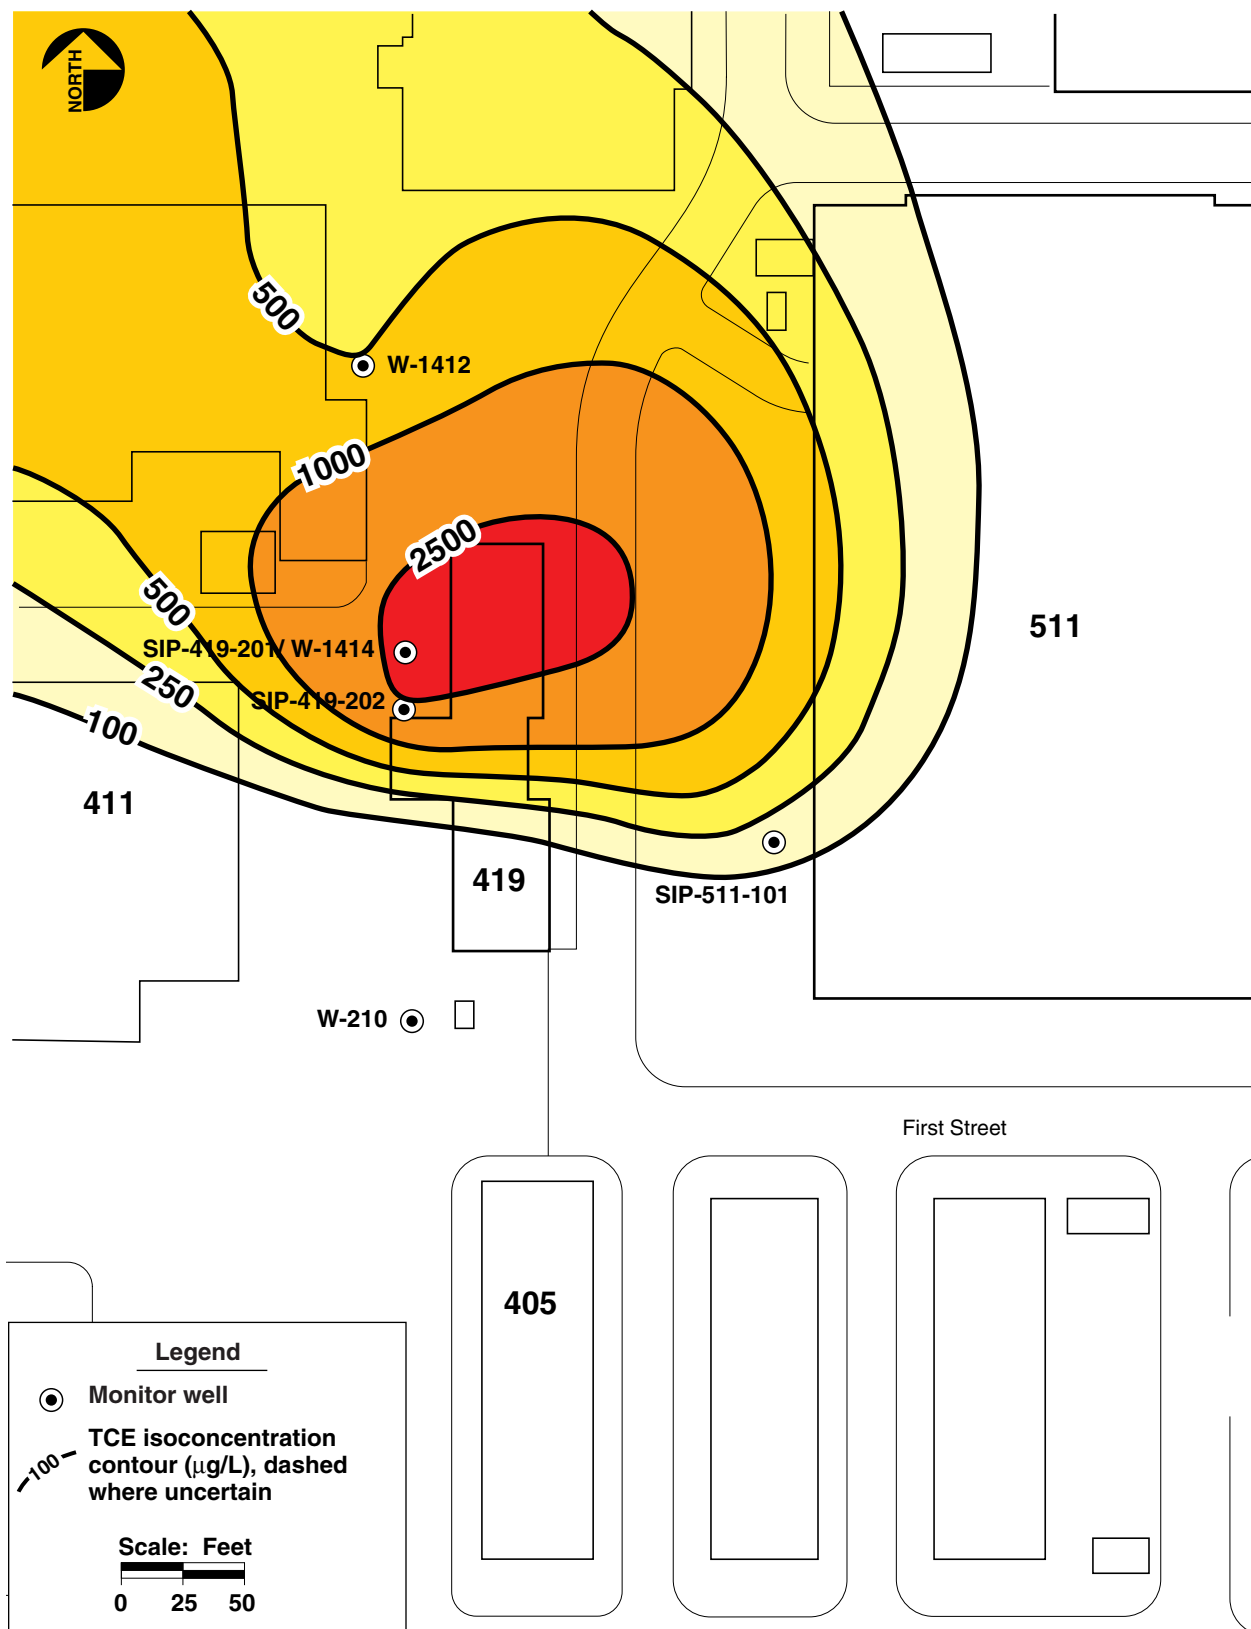 NORTH
500
W-1412
1000
2500
500
SIP-419-201/ W-1414
250
SIP-419-202
100
511
411
419
SIP-511-101
W-210
First Street
405
Legend
Monitor well
100
TCE isoconcentration
contour (µg/L), dashed
where uncertain
Scale: Feet
0 25 50